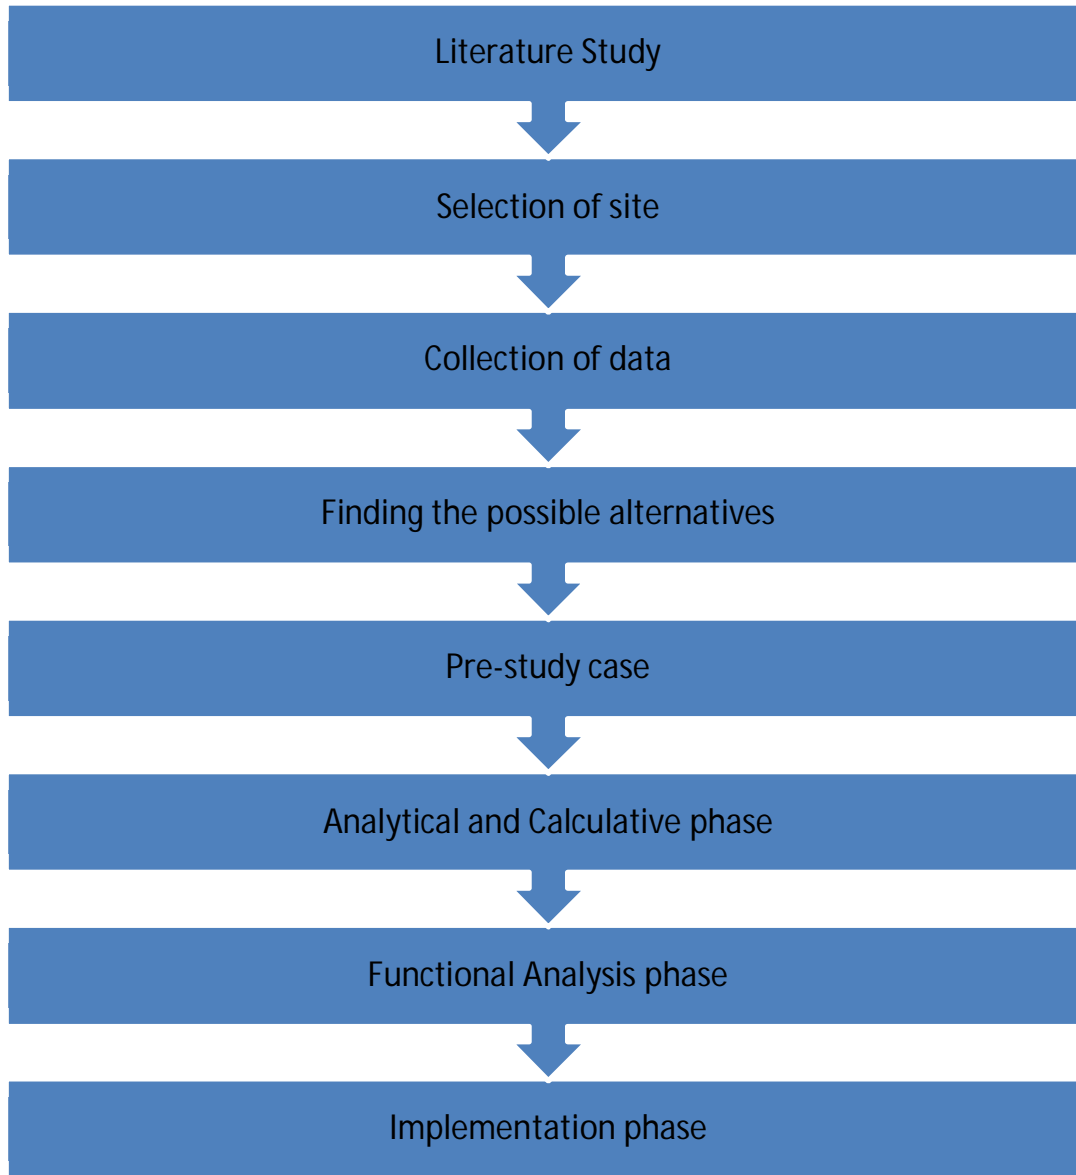 Literature Study
Selection of site
Collection of data
Finding the possible alternatives
Pre-study case
Analytical and Calculative phase
Functional Analysis phase
Implementation phase